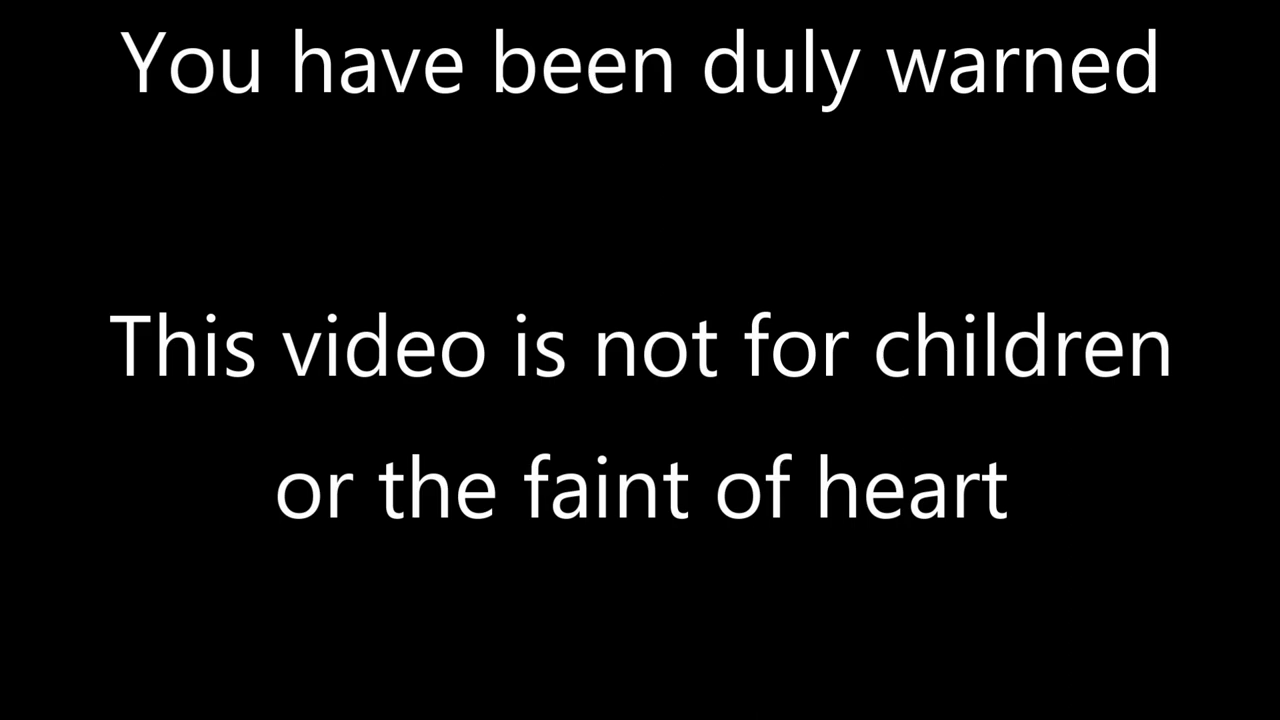 You have been duly warned
This video is not for children
or the faint of heart